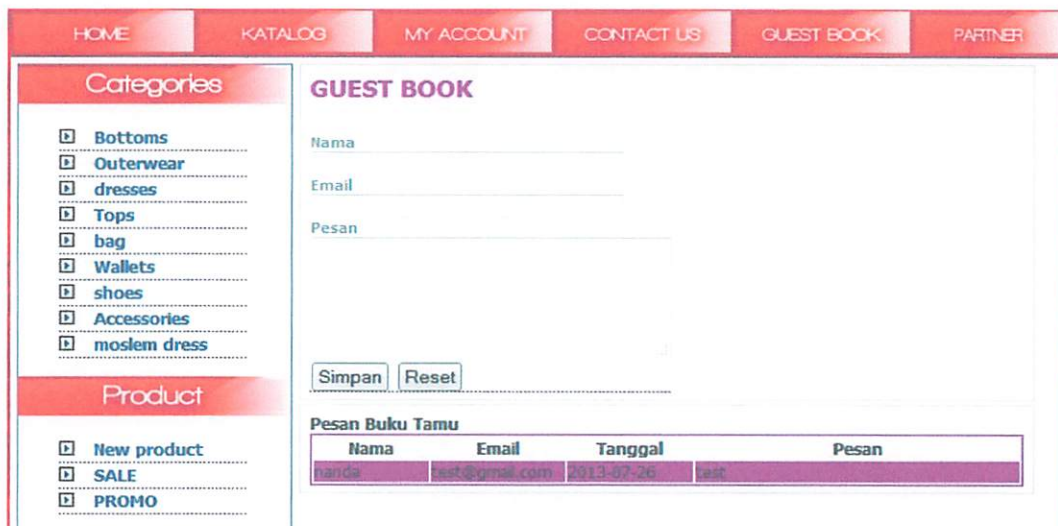 HOME KATALOG MY ACCOUNT CONTACT US GUEST BOOK PARTNER
Categories
Bottoms
Outerwear
dresses
Tops
bag
Wallets
shoes
Accessories
moslem dress
Product
New product
SALE
PROMO
GUEST BOOK
Nama
Email
Pesan
Simpan Reset
Pesan Buku Tamu
Nama Email Tanggal Pesan
nanda test@gmail.com 2013-07-26 test